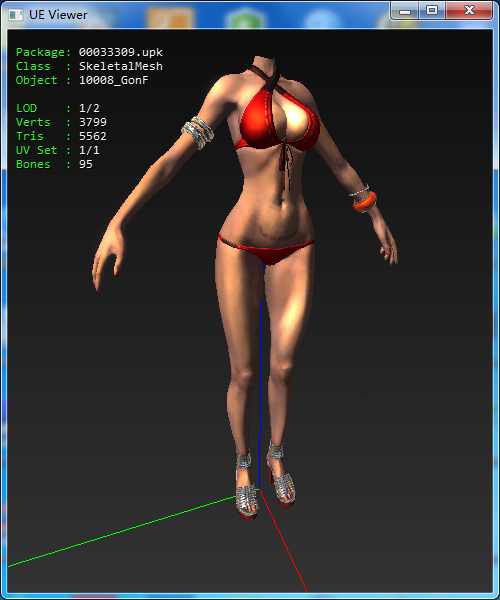 UE Viewer
Package: 00033309.upk
Class : SkeletalMesh
Object : 10008_GonF
LOD : 1/2
Verts : 3799
Tris : 5562
UV Set : 1/1
Bones : 95